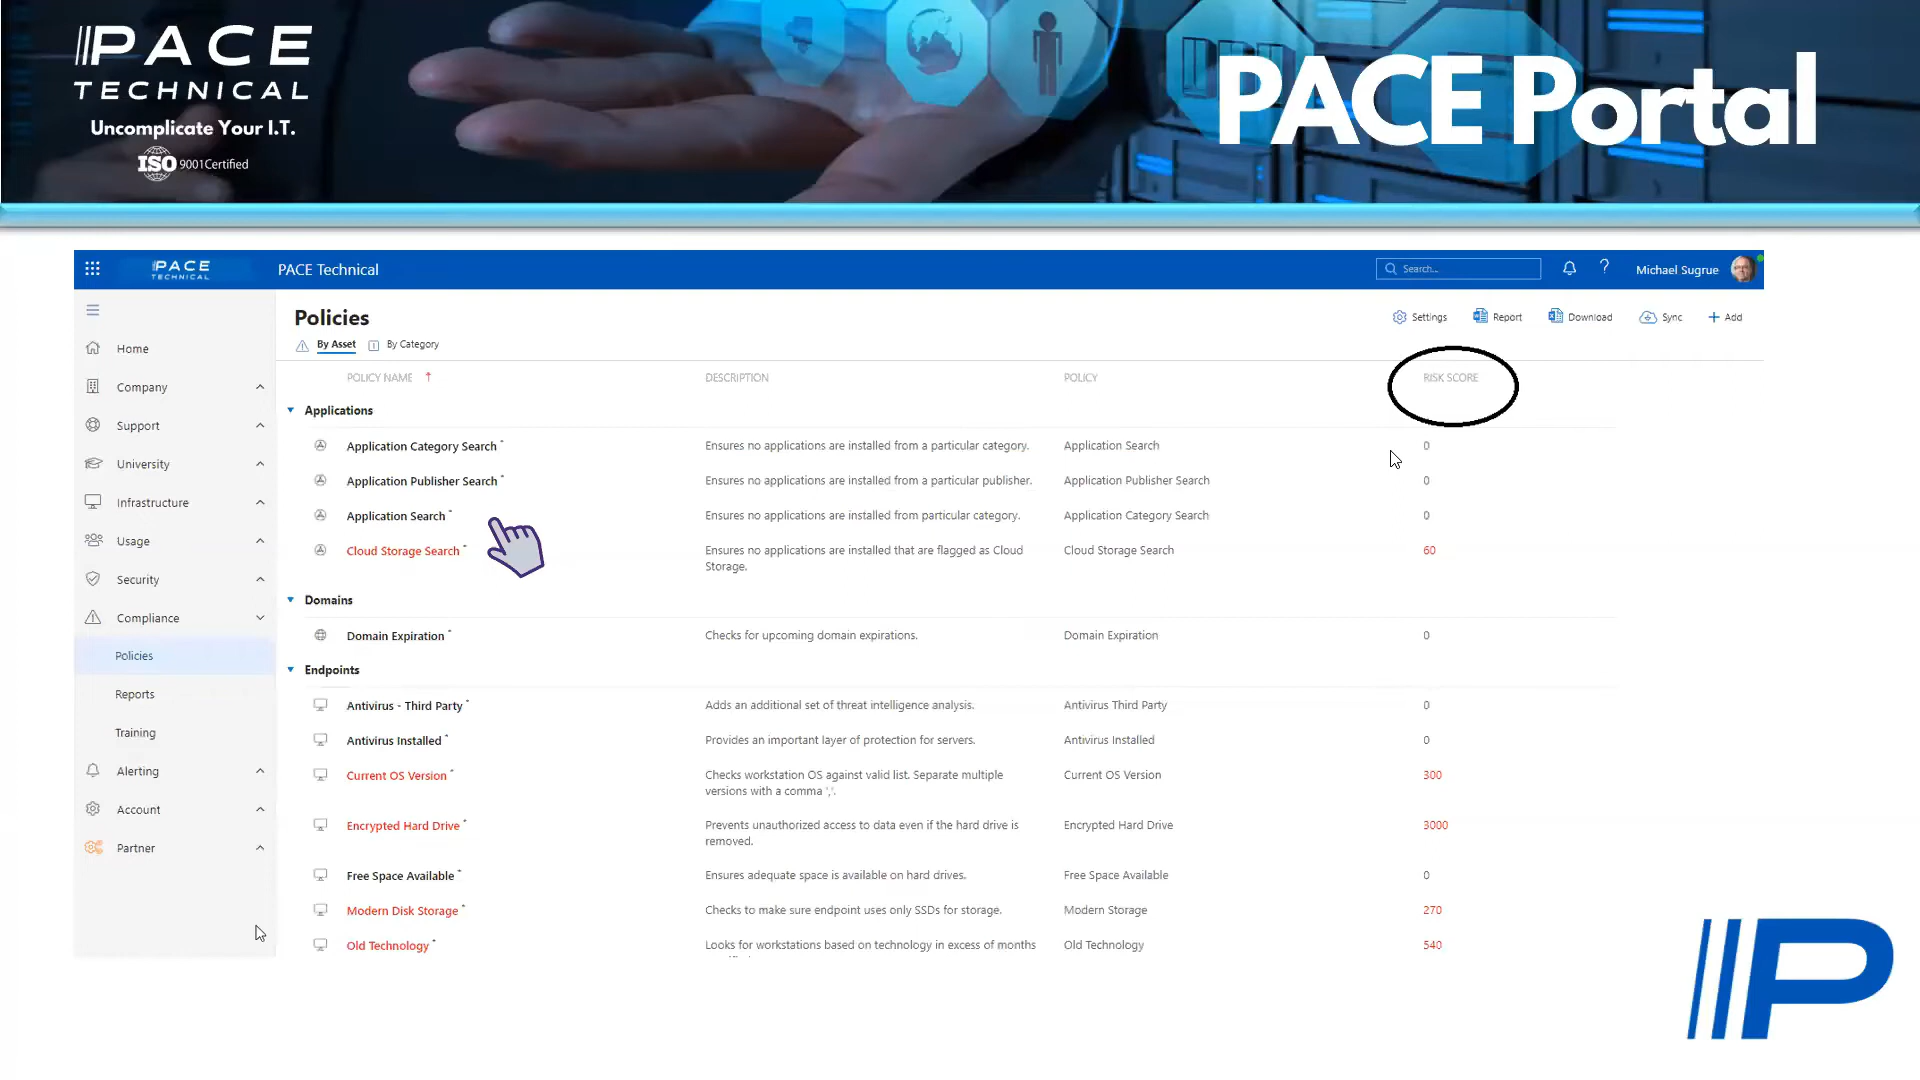 PACE
TECHNICAL
Uncomplicate Your I.T.
ISO 9001Certified
PACE Portal
PACE TECHNICAL
PACE Technical
Search...
?
Michael Sugrue
Home
Company
Support
University
Infrastructure
Usage
Security
Compliance
Policies
Reports
Training
Alerting
Account
Partner
Policies
Settings
Report
Download
Sync
+ Add
By Asset
By Category
POLICY NAME ↑ DESCRIPTION POLICY RISK SCORE
Applications
Application Category Search * Ensures no applications are installed from a particular category. Application Search 0
Application Publisher Search * Ensures no applications are installed from a particular publisher. Application Publisher Search 0
Application Search * Ensures no applications are installed from particular category. Application Category Search 0
Cloud Storage Search * Ensures no applications are installed that are flagged as Cloud Cloud Storage Search 60
Storage.
Domains
Domain Expiration * Checks for upcoming domain expirations. Domain Expiration 0
Endpoints
Antivirus - Third Party * Adds an additional set of threat intelligence analysis. Antivirus Third Party 0
Antivirus Installed * Provides an important layer of protection for servers. Antivirus Installed 0
Current OS Version * Checks workstation OS against valid list. Separate multiple Current OS Version 300
versions with a comma ','.
Encrypted Hard Drive * Prevents unauthorized access to data even if the hard drive is Encrypted Hard Drive 3000
removed.
Free Space Available * Ensures adequate space is available on hard drives. Free Space Available 0
Modern Disk Storage * Checks to make sure endpoint uses only SSDs for storage. Modern Storage 270
Old Technology * Looks for workstations based on technology in excess of months Old Technology 540
P